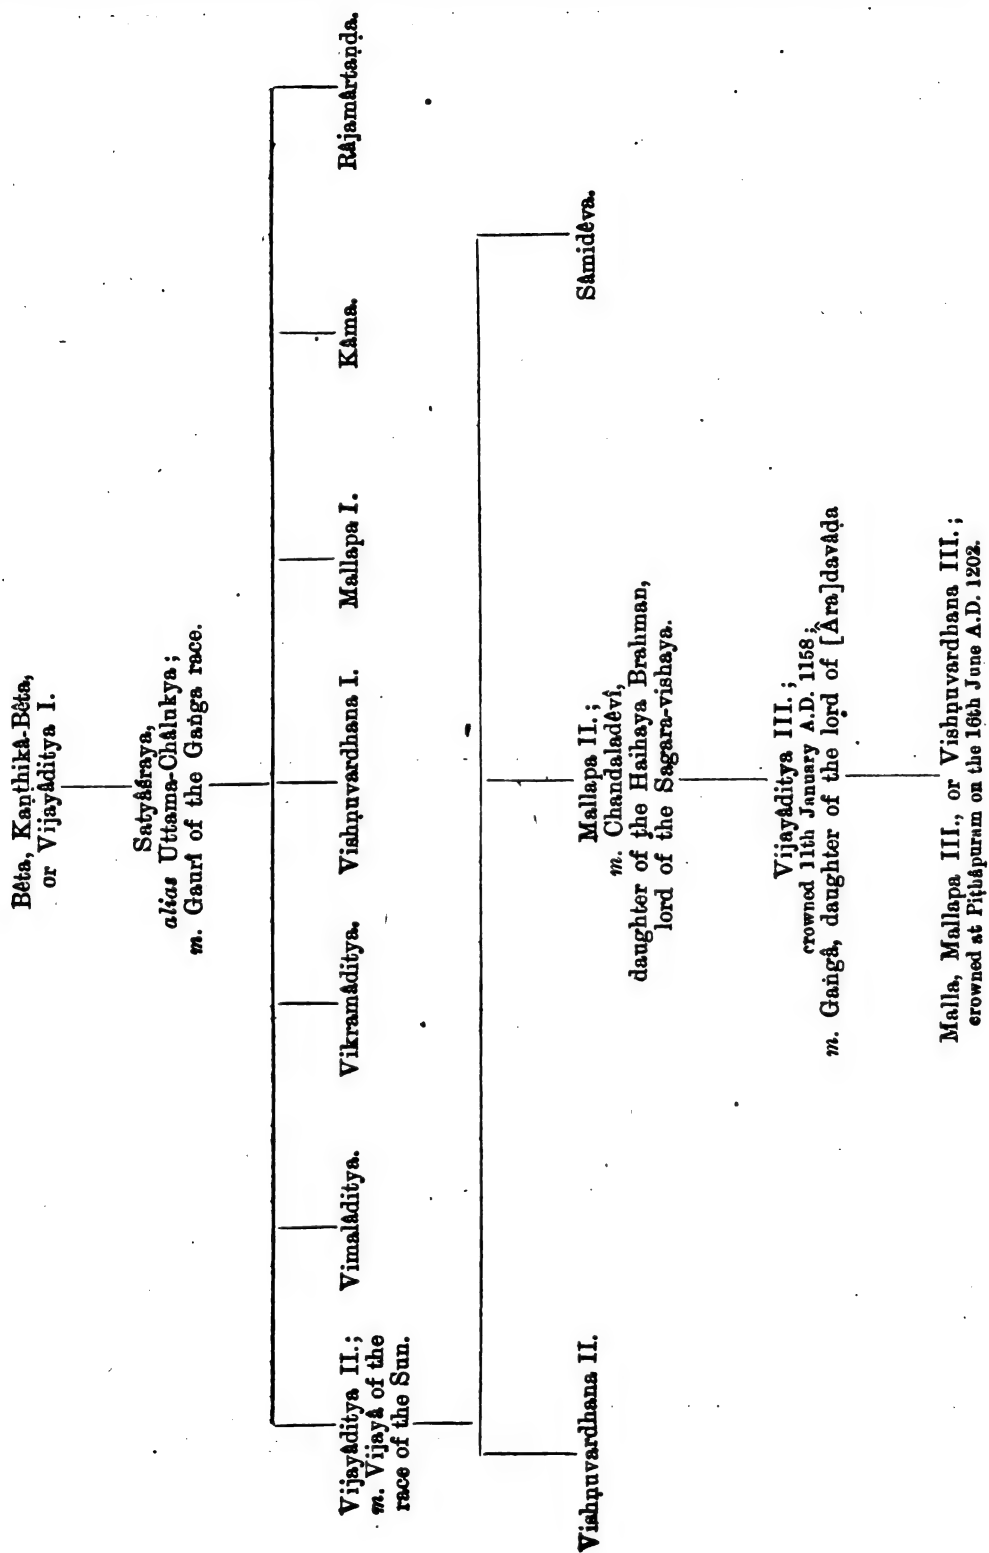 Bêta, Kaṇṭhikâ-Bêta,
or Vijayâditya I.
Satyâśraya,
alias Uttama-Châlukya;
m. Gaurî of the Gaṅga race.
Vijayâditya II.;
m. Vijayâ of the
race of the Sun.
Vimalâditya.
Vikramâditya.
Vishṇuvardhana I.
Mallapa I.
Kâma.
Râjamârtaṇḍa.
Vishṇuvardhana II.
Mallapa II.;
m. Chandaladêvî,
daughter of the Haihaya Brahman,
lord of the Sagara-vishaya.
Sâmidêva.
Vijayâditya III.;
crowned 11th January A.D. 1158;
m. Gaṅgâ, daughter of the lord of [Âra]davâḍa
Malla, Mallapa III., or Vishṇuvardhana III.;
crowned at Piṭhâpuram on the 16th June A.D. 1202.